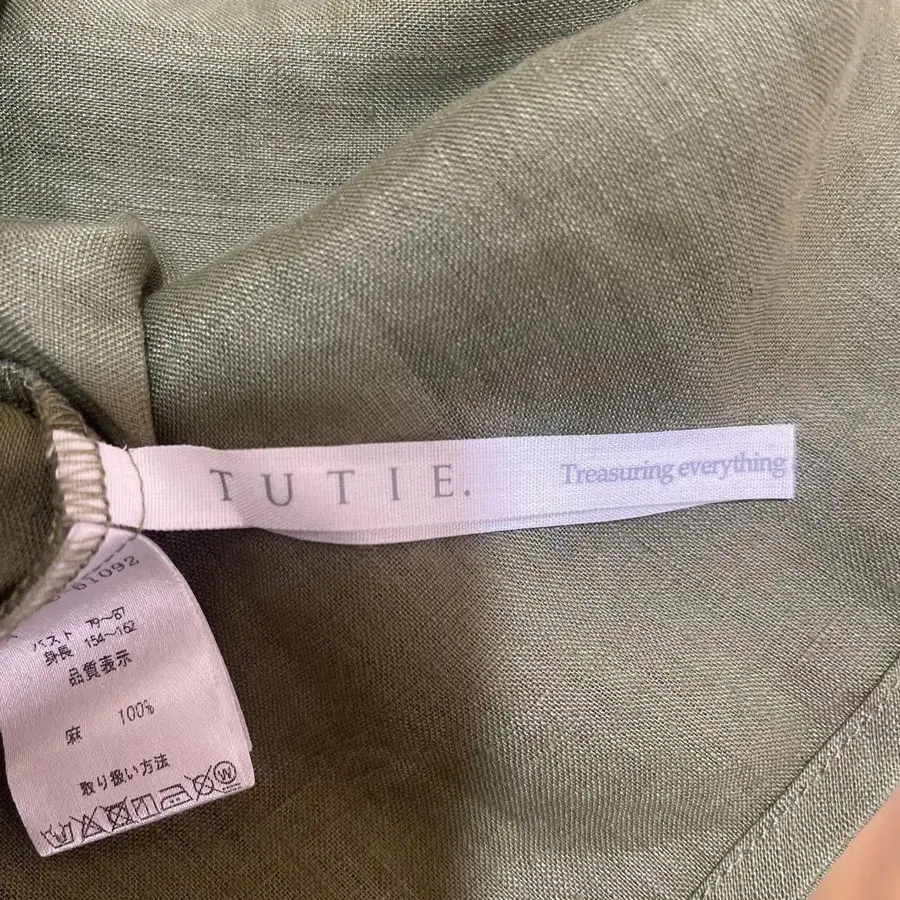 TUTIE.
Treasuring everything
61092
バスト 79~87
身長 154~162
品質表示
麻 100%
取り扱い方法
W